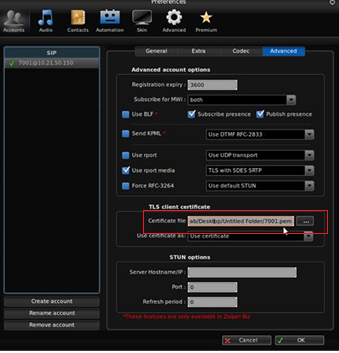 Preferences
Accounts Audio Contacts Automation Skin Advanced Premium
SIP
7001@10.21.50.150
General Extra Codec Advanced
Advanced account options
Registration expiry : 3600
Subscribe for MWI : both
Use BLF * Subscribe presence Publish presence
Send KPML * Use DTMF RFC-2833
Use rport Use UDP transport
Use rport media TLS with SDES SRTP
Force RFC-3264 Use default STUN
TLS client certificate
Certificate file ab/Desktop/Untitled Folder/7001.pem ...
Use certificate as: Use certificate
STUN options
Server Hostname/IP :
Port : 0
Refresh period : 0
*These features are only available in Zoiper Biz
Create account
Rename account
Remove account
Cancel OK